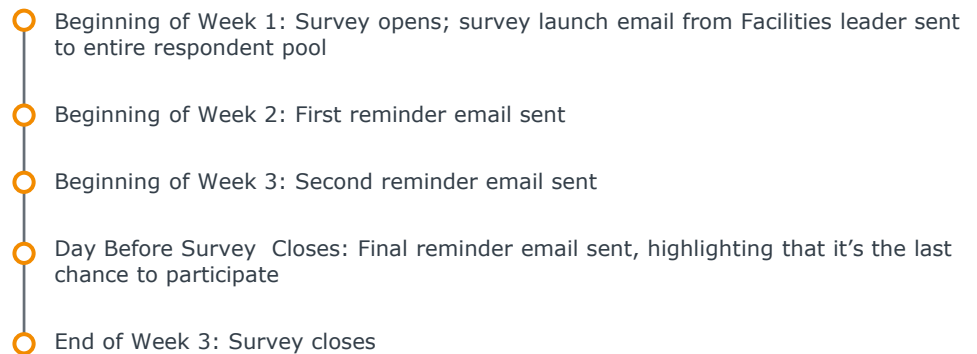 Beginning of Week 1: Survey opens; survey launch email from Facilities leader sent
to entire respondent pool
Beginning of Week 2: First reminder email sent
Beginning of Week 3: Second reminder email sent
Day Before Survey  Closes: Final reminder email sent, highlighting that it’s the last
chance to participate
End of Week 3: Survey closes